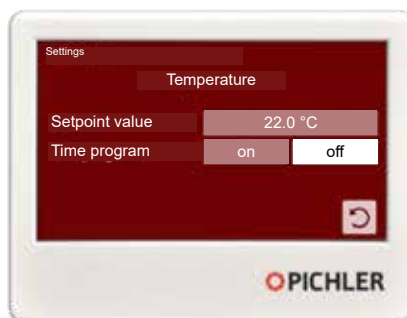 Settings
Temperature
Setpoint value 22.0 °C
Time program on off
PICHLER